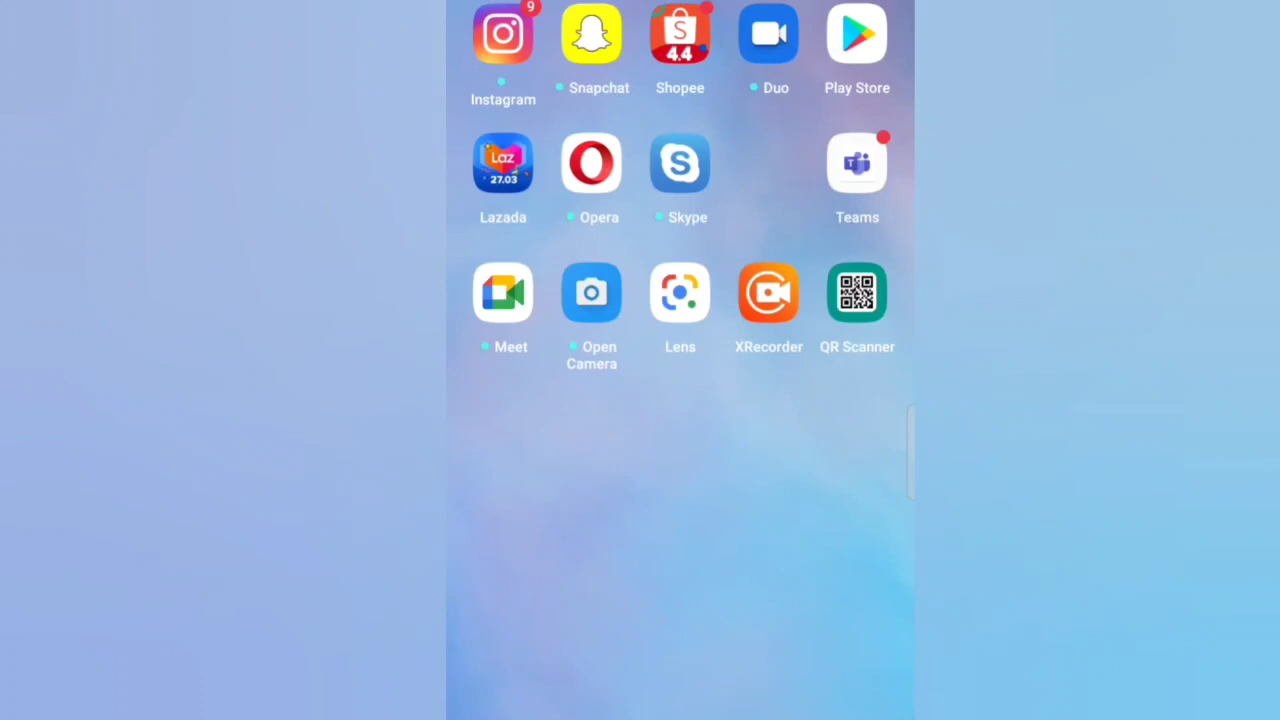 9
S
4.4
Instagram
Snapchat
Shopee
Duo
Play Store
Laz
27.03
S
T
Lazada
Opera
Skype
Teams
Meet
Open
Camera
Lens
XRecorder
QR Scanner